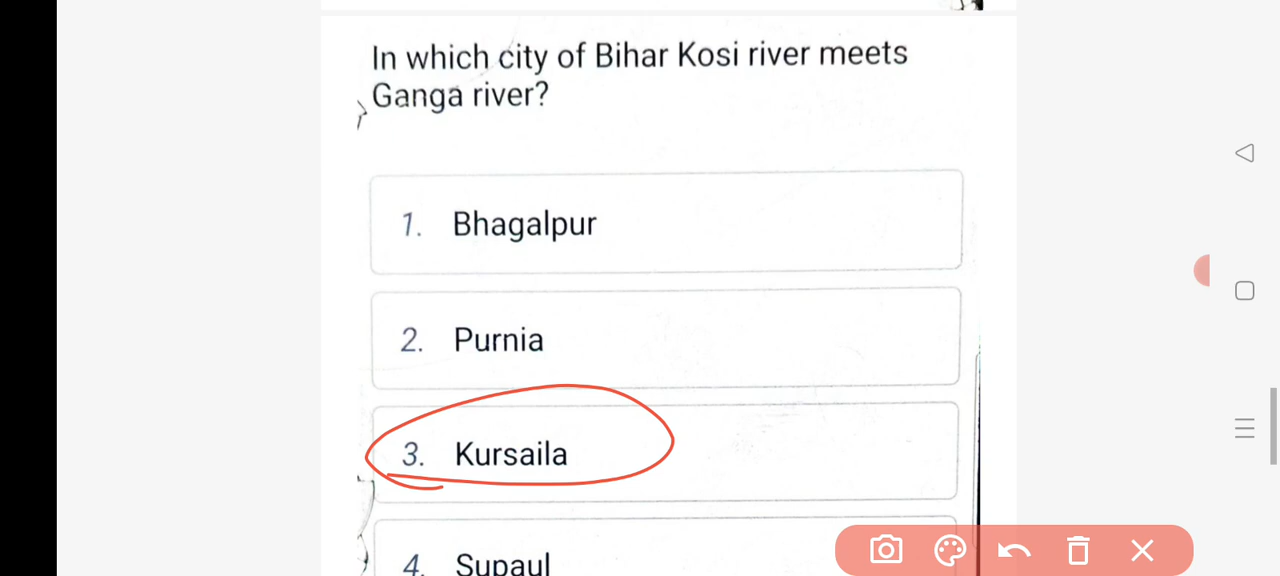 In which city of Bihar Kosi river meets
Ganga river?
1. Bhagalpur
2. Purnia
3. Kursaila
4. Supaul